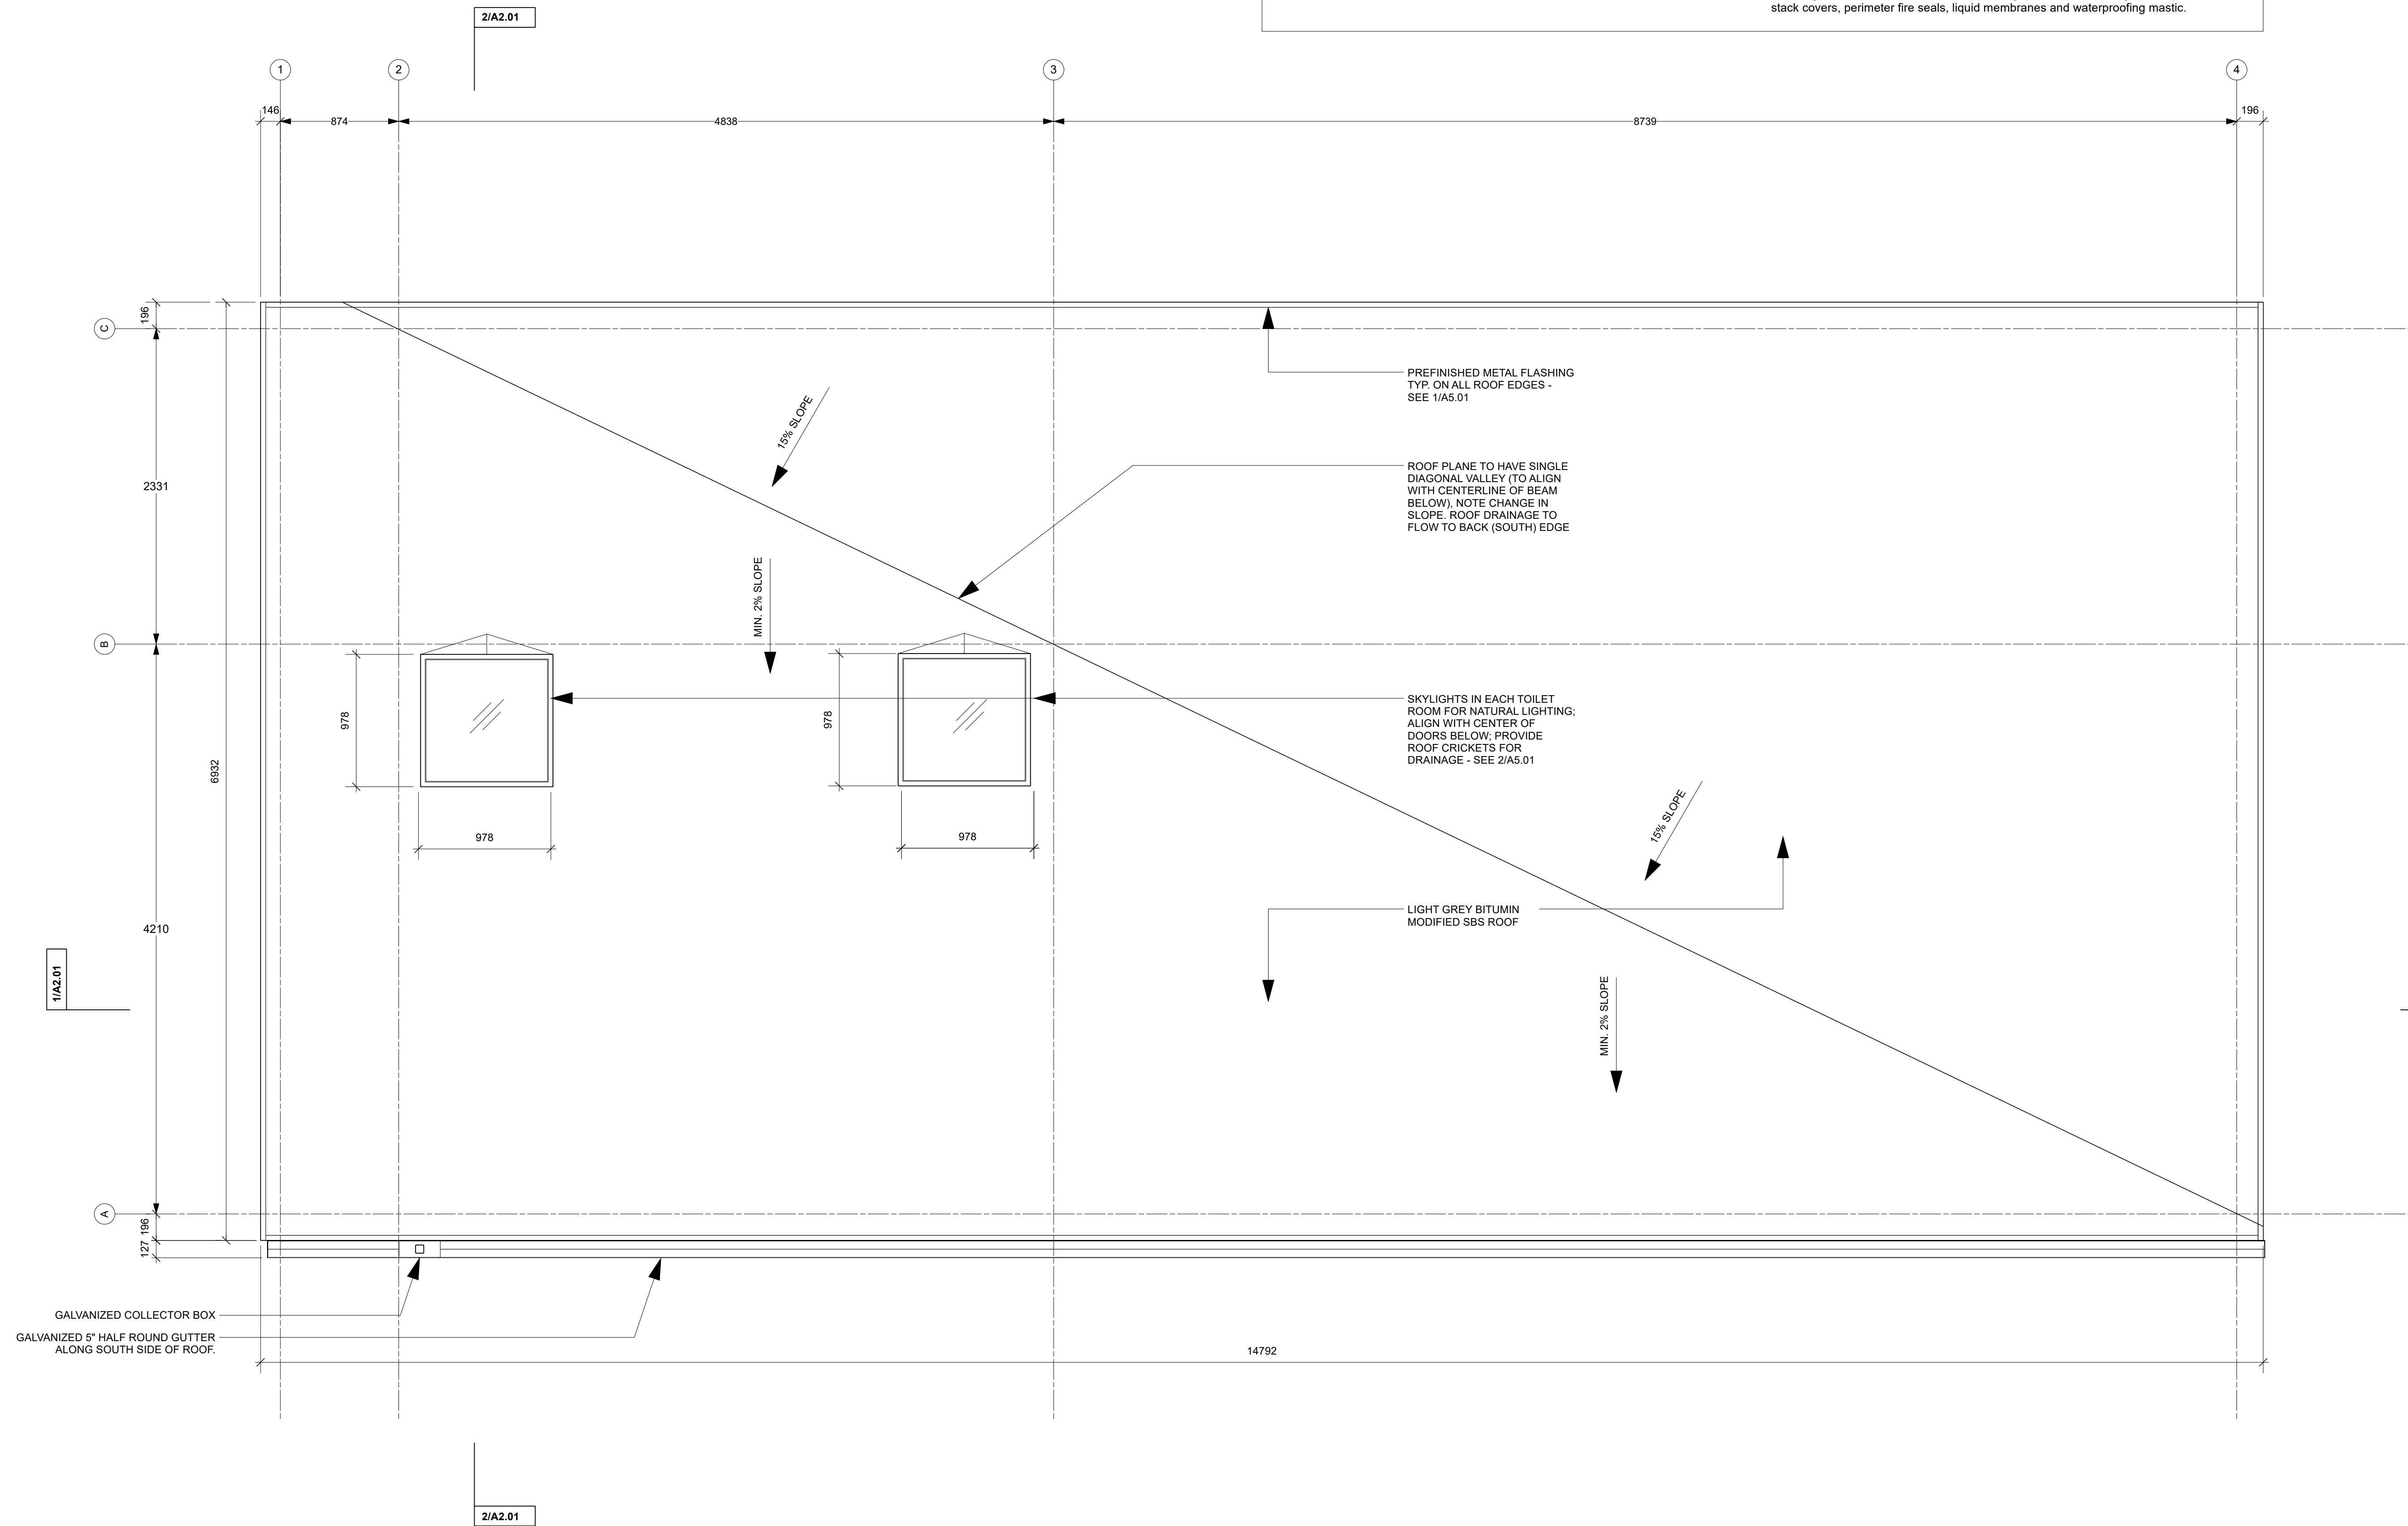 stack covers, perimeter fire seals, liquid membranes and waterproofing mastic.
2/A2.01
1
2
3
4
146
874
4838
8739
196
C
196
PREFINISHED METAL FLASHING
TYP. ON ALL ROOF EDGES -
SEE 1/A5.01
15% SLOPE
ROOF PLANE TO HAVE SINGLE
DIAGONAL VALLEY (TO ALIGN
WITH CENTERLINE OF BEAM
BELOW), NOTE CHANGE IN
SLOPE. ROOF DRAINAGE TO
FLOW TO BACK (SOUTH) EDGE
2331
MIN. 2% SLOPE
B
978
978
SKYLIGHTS IN EACH TOILET
ROOM FOR NATURAL LIGHTING;
ALIGN WITH CENTER OF
DOORS BELOW; PROVIDE
ROOF CRICKETS FOR
DRAINAGE - SEE 2/A5.01
6932
978
978
15% SLOPE
LIGHT GREY BITUMIN
MODIFIED SBS ROOF
4210
1/A2.01
MIN. 2% SLOPE
A
196
127
GALVANIZED COLLECTOR BOX
GALVANIZED 5" HALF ROUND GUTTER
ALONG SOUTH SIDE OF ROOF.
14792
2/A2.01